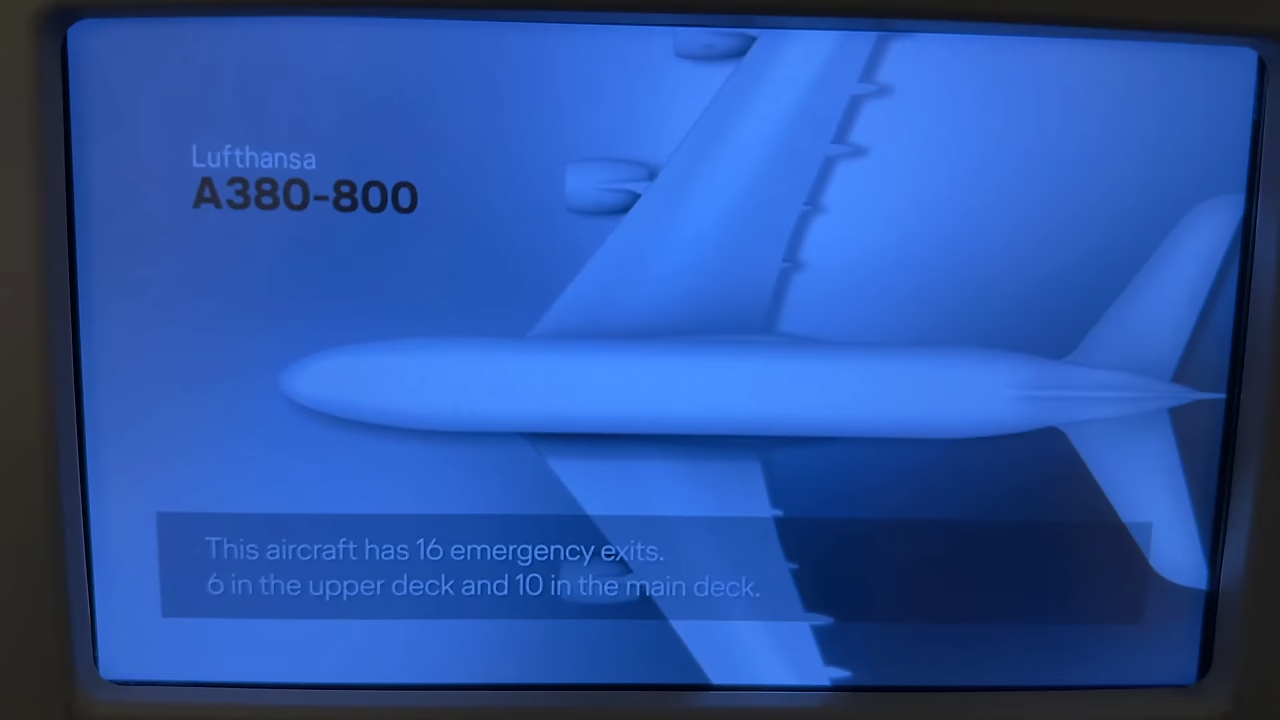 Lufthansa
A380-800
This aircraft has 16 emergency exits.
6 in the upper deck and 10 in the main deck.